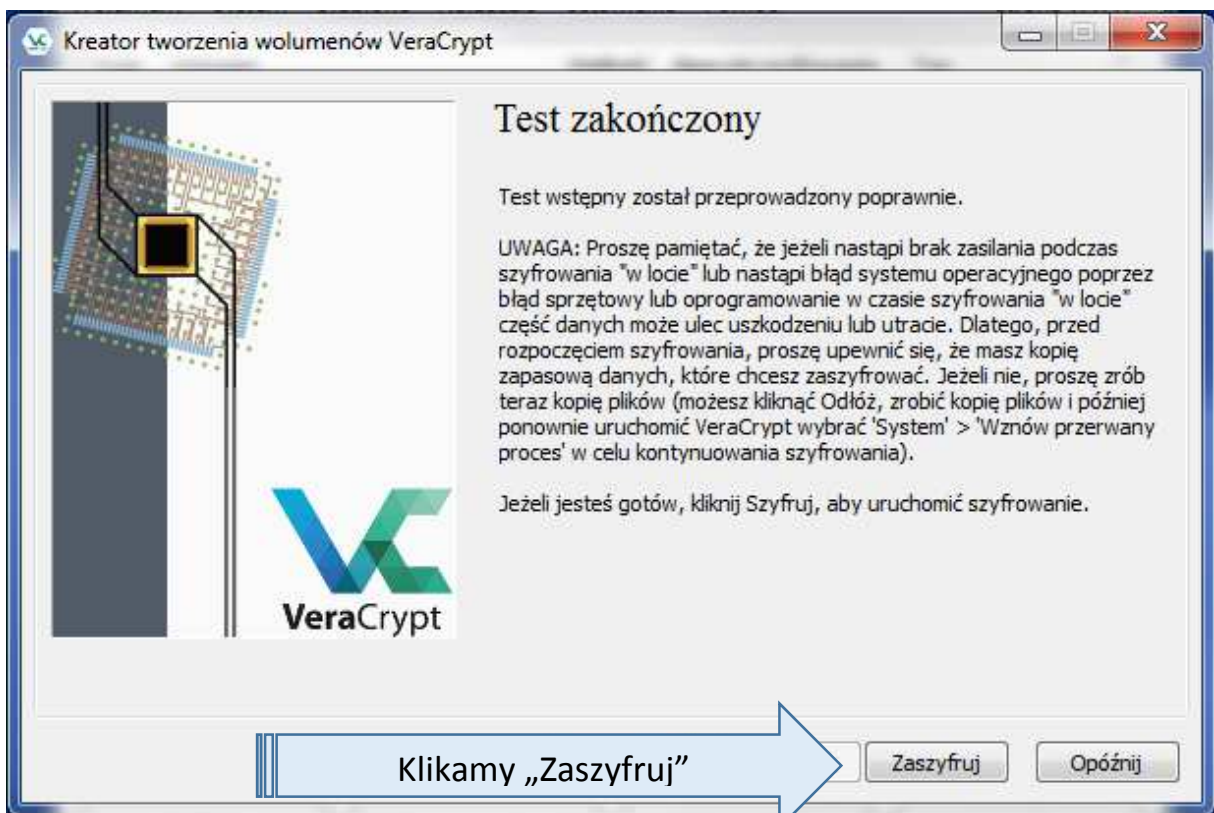 Kreator tworzenia wolumenów VeraCrypt
Test zakończony
Test wstępny został przeprowadzony poprawnie.
UWAGA: Proszę pamiętać, że jeżeli nastąpi brak zasilania podczas
szyfrowania "w locie" lub nastąpi błąd systemu operacyjnego poprzez
błąd sprzętowy lub oprogramowanie w czasie szyfrowania "w locie"
część danych może ulec uszkodzeniu lub utracie. Dlatego, przed
rozpoczęciem szyfrowania, proszę upewnić się, że masz kopię
zapasową danych, które chcesz zaszyfrować. Jeżeli nie, proszę zrób
teraz kopię plików (możesz kliknąć Odłóż, zrobić kopię plików i później
ponownie uruchomić VeraCrypt wybrać 'System' > 'Wznów przerwany
proces' w celu kontynuowania szyfrowania).
Jeżeli jesteś gotów, kliknij Szyfruj, aby uruchomić szyfrowanie.
VeraCrypt
Klikamy „Zaszyfruj”
Zaszyfruj
Opóźnij